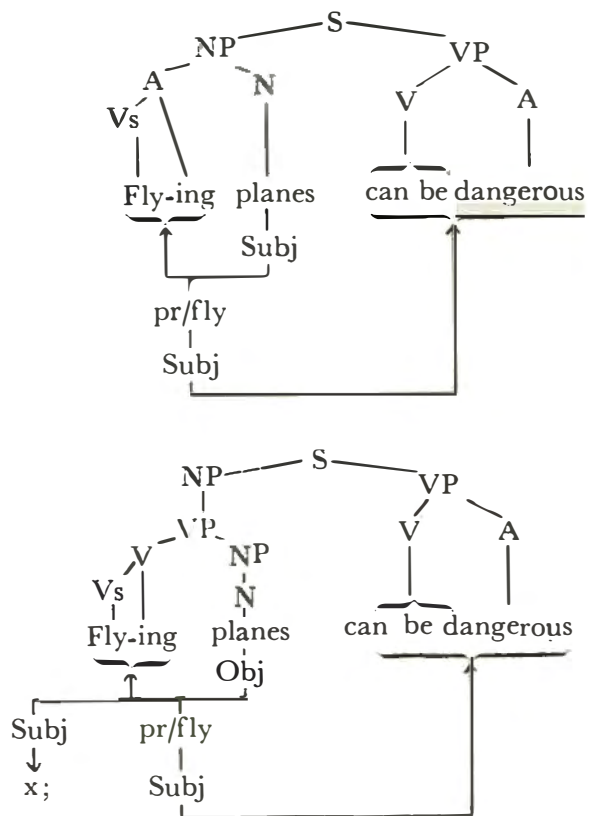 S
NP VP
A N V A
Vs
Fly-ing planes can be dangerous
Subj
pr/fly
Subj
S
NP VP
VP V A
V NP
Vs N
Fly-ing planes can be dangerous
Obj
Subj pr/fly
x; Subj